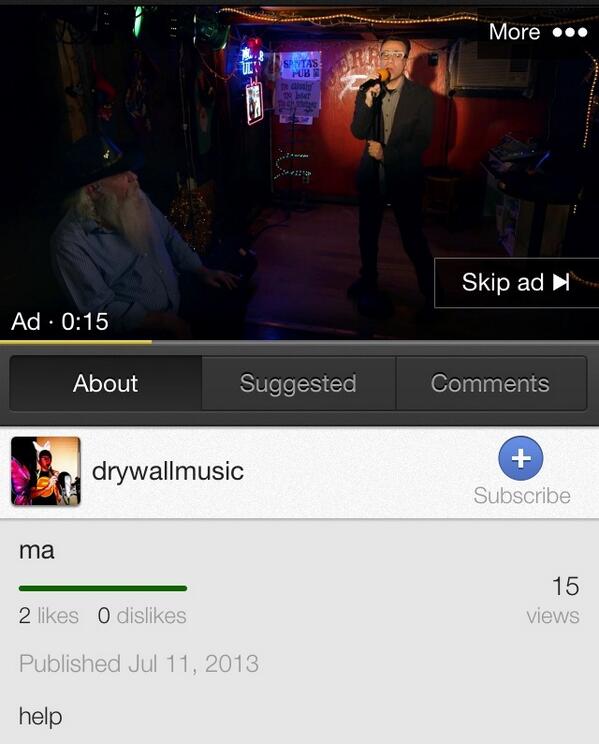 More
SANTA'S
PUB
Skip ad
Ad · 0:15
About
Suggested
Comments
drywallmusic
Subscribe
ma
15
2 likes 0 dislikes
views
Published Jul 11, 2013
help